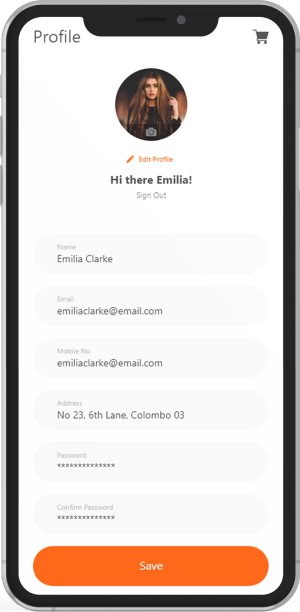 Profile
Edit Profile
Hi there Emilia!
Sign Out
Name
Emilia Clarke
Email
emiliaclarke@email.com
Mobile No
emiliaclarke@email.com
Address
No 23, 6th Lane, Colombo 03
Password
**************
Confirm Password
**************
Save